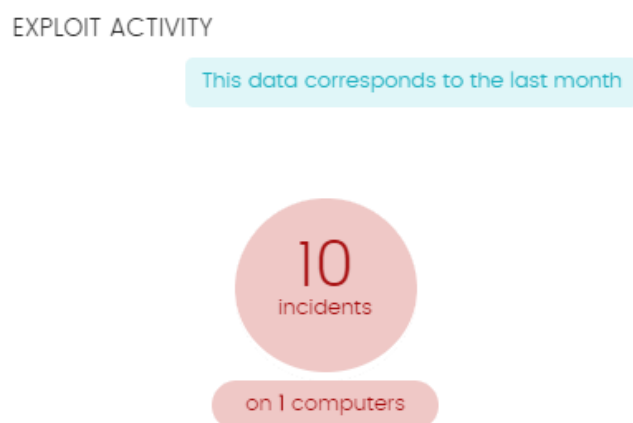 EXPLOIT ACTIVITY
This data corresponds to the last month
10
incidents
on 1 computers